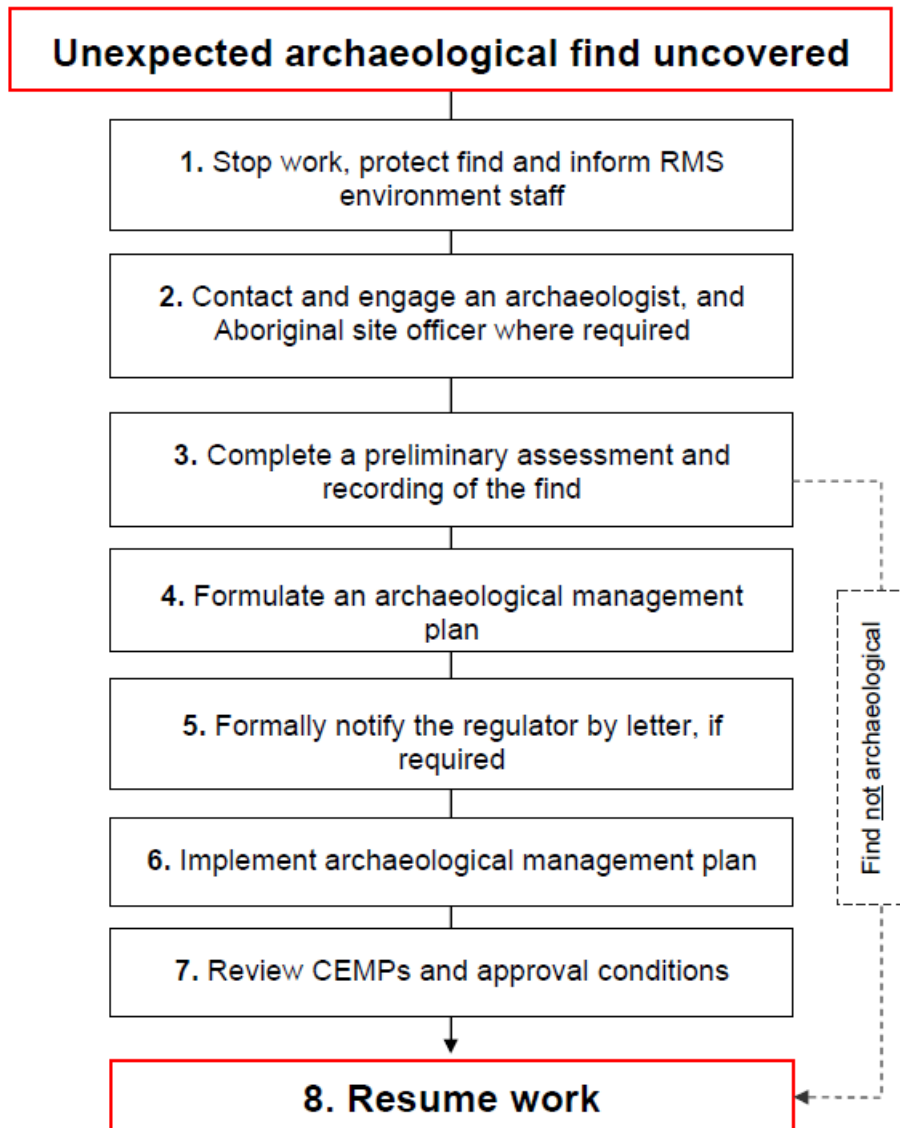 Unexpected archaeological find uncovered
1. Stop work, protect find and inform RMS
environment staff
2. Contact and engage an archaeologist, and
Aboriginal site officer where required
3. Complete a preliminary assessment and
recording of the find
4. Formulate an archaeological management
plan
5. Formally notify the regulator by letter, if
required
6. Implement archaeological management plan
7. Review CEMPs and approval conditions
Find not archaeological
8. Resume work